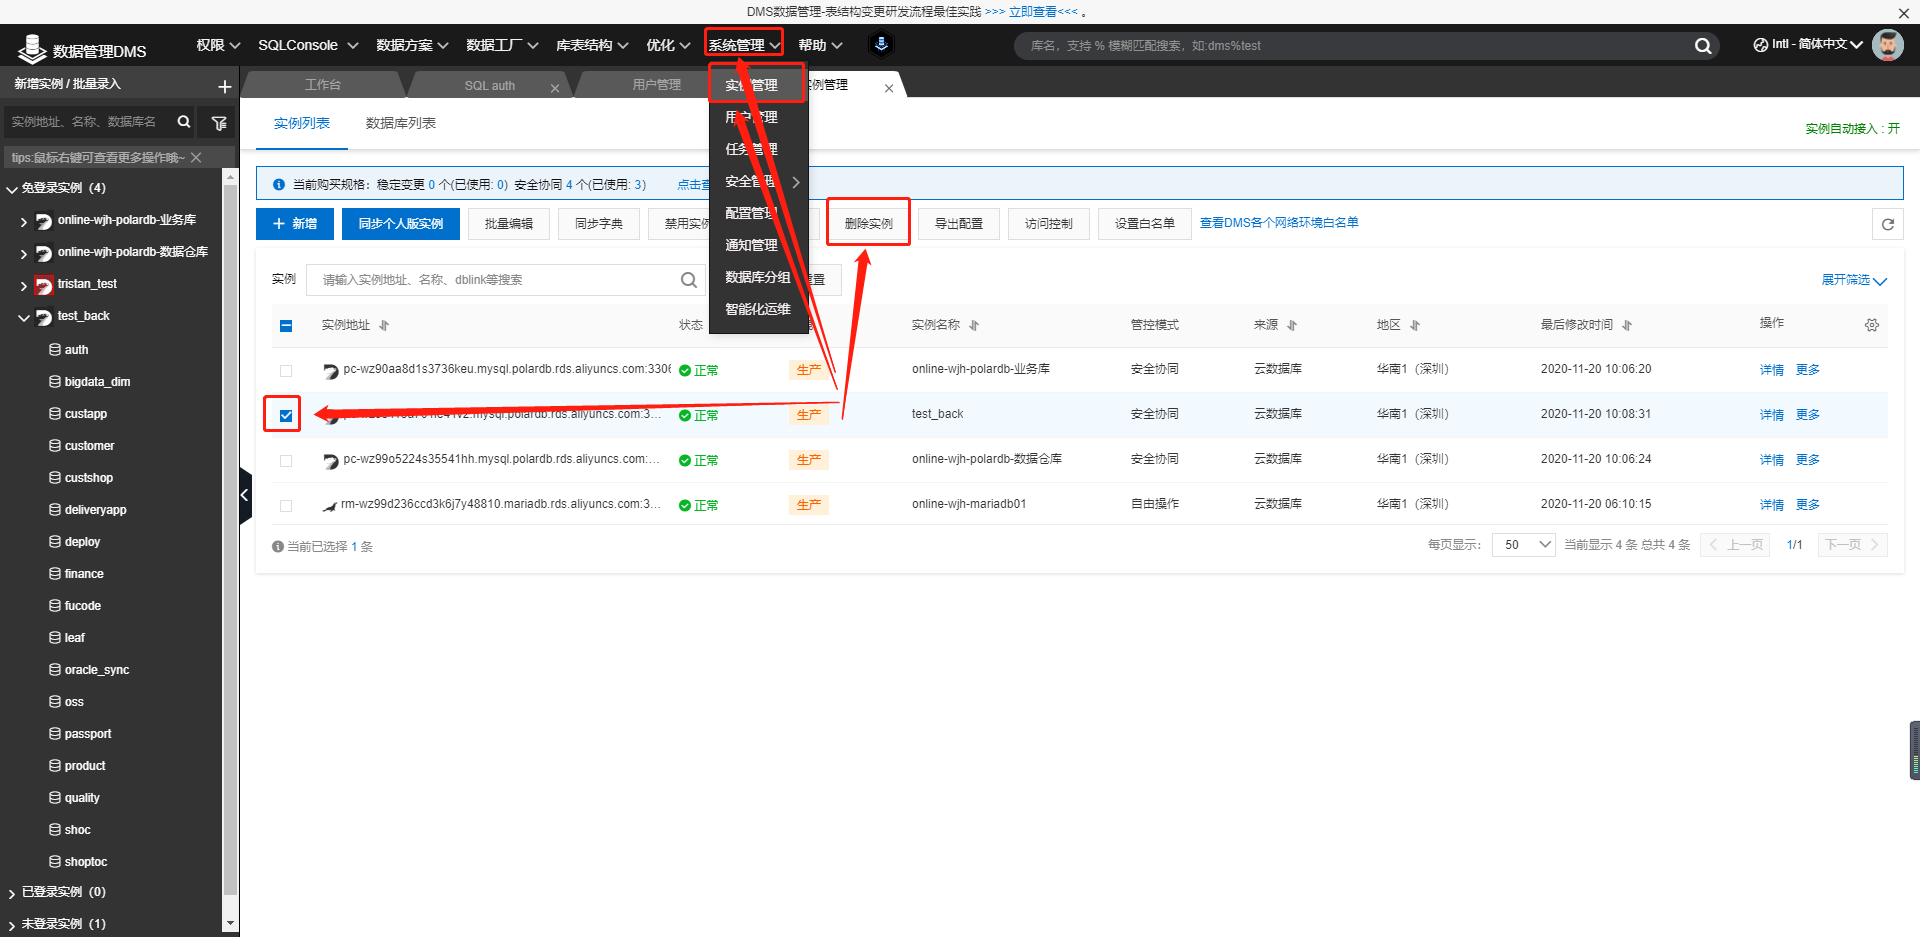 DMS数据管理-表结构变更研发流程最佳实践 >>> 立即查看<<< 。
数据管理DMS
权限 SQLConsole 数据方案 数据工厂 库表结构 优化 系统管理 帮助
库名，支持 % 模糊匹配搜索，如:dms%test
Intl - 简体中文
新增实例 / 批量录入
工作台 SQL auth 用户管理 例管理
实例地址、名称、数据库名
实例列表 数据库列表
实例自动接入 : 开
tips:鼠标右键可查看更多操作哦~
免登录实例（4）
online-wjh-polardb-业务库
online-wjh-polardb-数据仓库
tristan_test
test_back
auth
bigdata_dim
custapp
customer
custshop
deliveryapp
deploy
finance
fucode
leaf
oracle_sync
oss
passport
product
quality
shoc
shoptoc
已登录实例（0）
未登录实例（1）
实例管理
用户管理
任务管理
安全管理
配置管理
通知管理
数据库分组
智能化运维
当前购买规格：稳定变更 0 个(已使用: 0) 安全协同 4 个(已使用: 3) 点击查
新增 同步个人版实例 批量编辑 同步字典 禁用实例 删除实例 导出配置 访问控制 设置白名单 查看DMS各个网络环境白名单
实例 请输入实例地址、名称、dblink等搜索 置
展开筛选
实例地址 状态 实例名称 管控模式 来源 地区 最后修改时间 操作
pc-wz90aa8d1s3736keu.mysql.polardb.rds.aliyuncs.com:3306 正常 生产 online-wjh-polardb-业务库 安全协同 云数据库 华南1（深圳） 2020-11-20 10:06:20 详情 更多
mysql.polardb.rds.aliyuncs.com:3... 正常 生产 test_back 安全协同 云数据库 华南1（深圳） 2020-11-20 10:08:31 详情 更多
pc-wz99o5224s35541hh.mysql.polardb.rds.aliyuncs.com:... 正常 生产 online-wjh-polardb-数据仓库 安全协同 云数据库 华南1（深圳） 2020-11-20 10:06:24 详情 更多
rm-wz99d236ccd3k6j7y48810.mariadb.rds.aliyuncs.com:3... 正常 生产 online-wjh-mariadb01 自由操作 云数据库 华南1（深圳） 2020-11-20 06:10:15 详情 更多
当前已选择 1 条
每页显示： 50 当前显示 4 条 总共 4 条 上一页 1/1 下一页